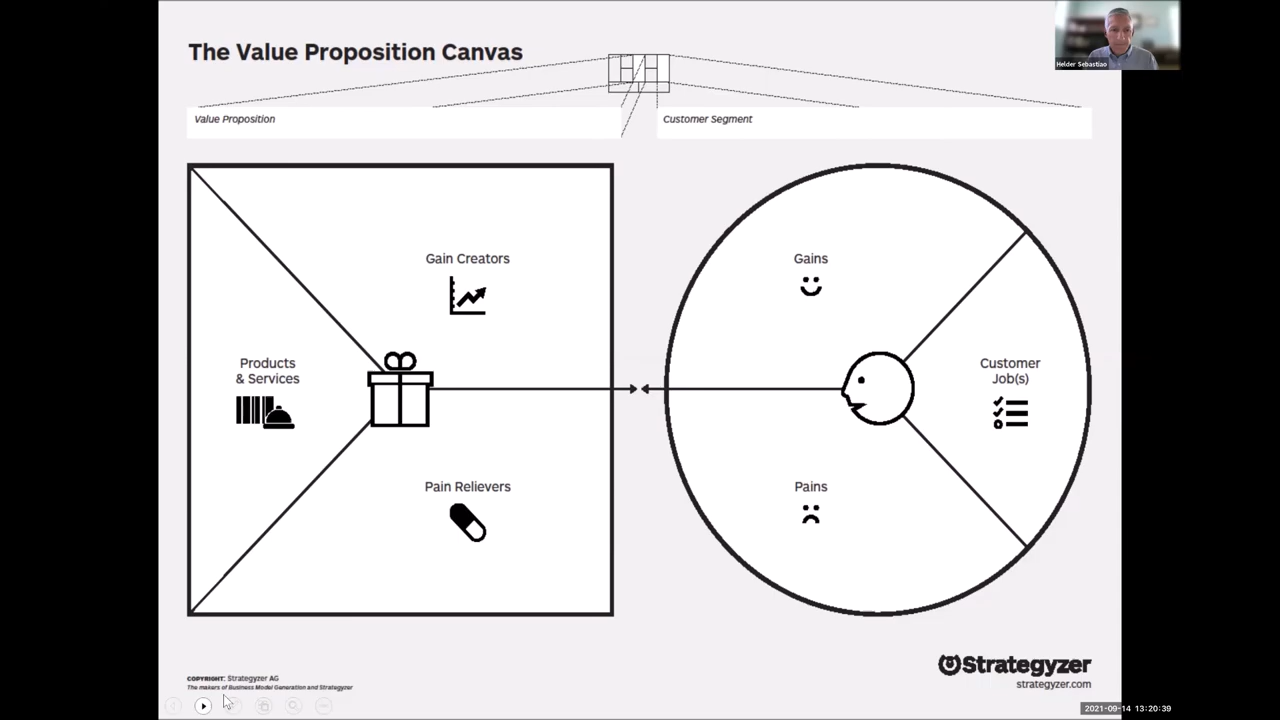 The Value Proposition Canvas
Helder Sebastiao
Value Proposition
Customer Segment
Gain Creators
Gains
Products
& Services
Customer
Job(s)
Pain Relievers
Pains
COPYRIGHT: Strategyzer AG
The makers of Business Model Generation and Strategyzer
Strategyzer
strategyzer.com
2021-09-14 13:20:39